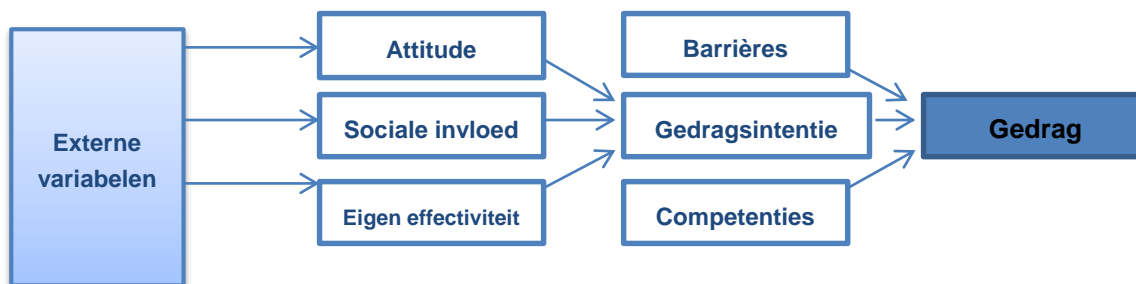 Externe
variabelen
Attitude
Sociale invloed
Eigen effectiviteit
Barrières
Gedragsintentie
Competenties
Gedrag